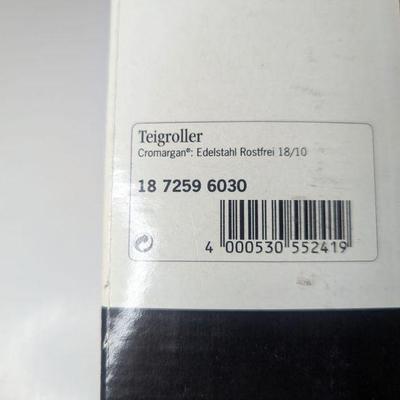 Teigroller
Cromargan®: Edelstahl Rostfrei 18/10
18 7259 6030
4 000530 552419